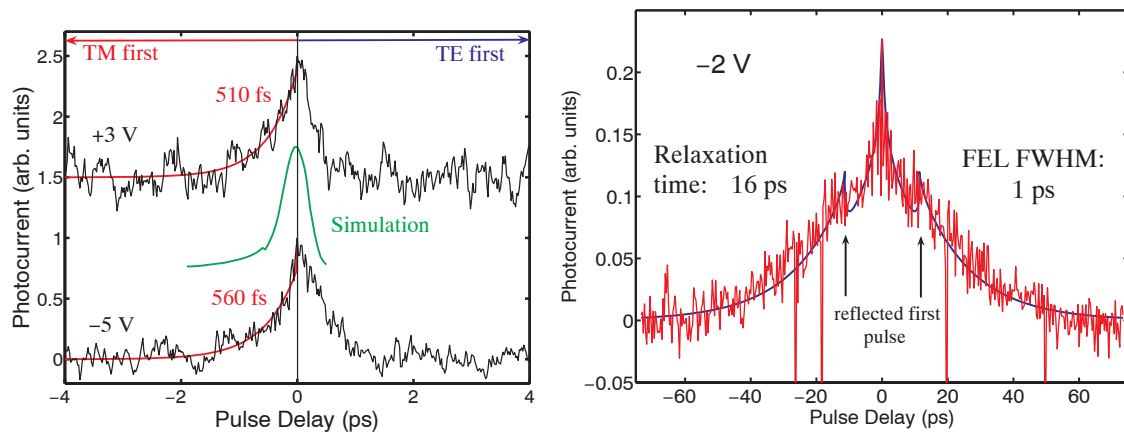 TM first
TE first
510 fs
+3 V
Simulation
560 fs
−5 V
Photocurrent (arb. units)
2.5
2
1.5
1
0.5
0
−4
−2
0
2
4
Pulse Delay (ps)
−2 V
Relaxation
time: 16 ps
FEL FWHM:
1 ps
reflected first
pulse
Photocurrent (arb. units)
0.2
0.15
0.1
0.05
0
−0.05
−60
−40
−20
0
20
40
60
Pulse Delay (ps)